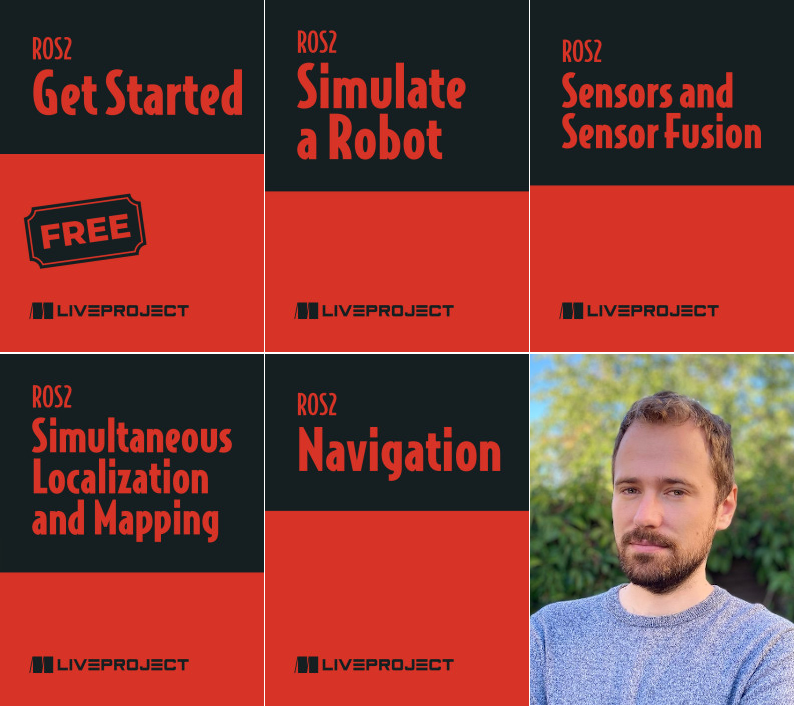 ROS2
Get Started
FREE
LIVEPROJECT
ROS2
Simulate
a Robot
LIVEPROJECT
ROS2
Sensors and
Sensor Fusion
LIVEPROJECT
ROS2
Simultaneous
Localization
and Mapping
LIVEPROJECT
ROS2
Navigation
LIVEPROJECT